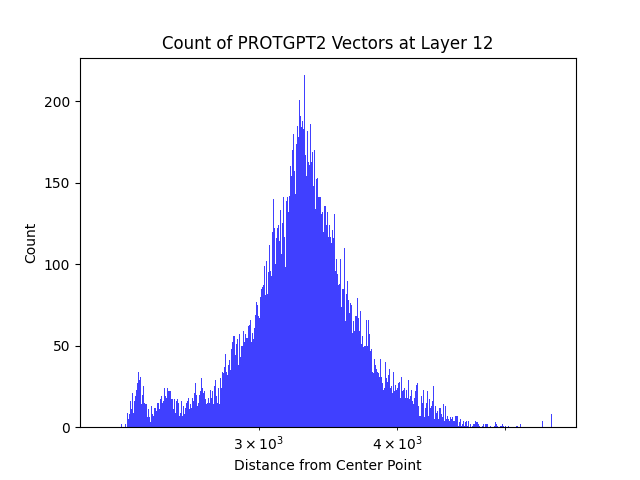 Count of PROTGPT2 Vectors at Layer 12
200
150
100
50
0
Count
3 × 10³
4 × 10³
Distance from Center Point